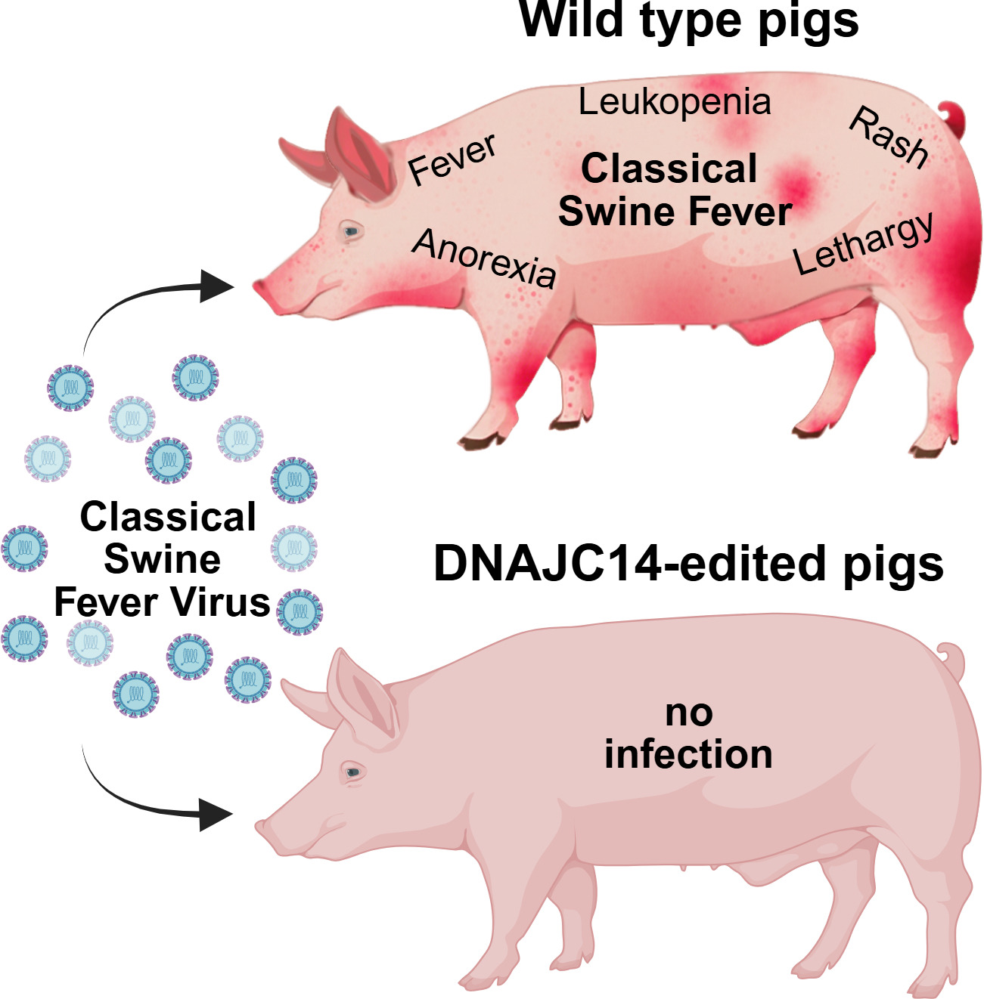 Wild type pigs
Leukopenia
Rash
Fever
Classical
Swine Fever
Lethargy
Anorexia
Classical
Swine
Fever Virus
DNAJC14-edited pigs
no
infection